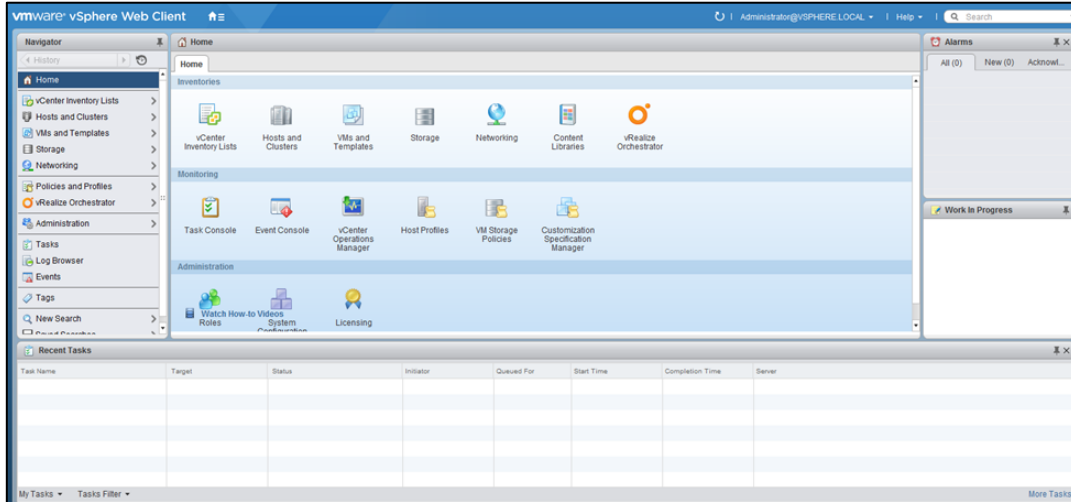 vmware® vSphere Web Client
Administrator@VSPHERE.LOCAL
Help
Search
Navigator
History
Home
vCenter Inventory Lists
Hosts and Clusters
VMs and Templates
Storage
Networking
Policies and Profiles
vRealize Orchestrator
Administration
Tasks
Log Browser
Events
Tags
New Search
Saved Searches
Home
Home
Inventories
vCenter
Inventory Lists
Hosts and
Clusters
VMs and
Templates
Storage
Networking
Content
Libraries
vRealize
Orchestrator
Monitoring
Task Console
Event Console
vCenter
Operations
Manager
Host Profiles
VM Storage
Policies
Customization
Specification
Manager
Administration
Watch How-to Videos
Roles
System
Configuration
Licensing
Alarms
All (0) New (0) Acknowl...
Work In Progress
Recent Tasks
Task Name Target Status Initiator Queued For Start Time Completion Time Server
My Tasks Tasks Filter More Tasks